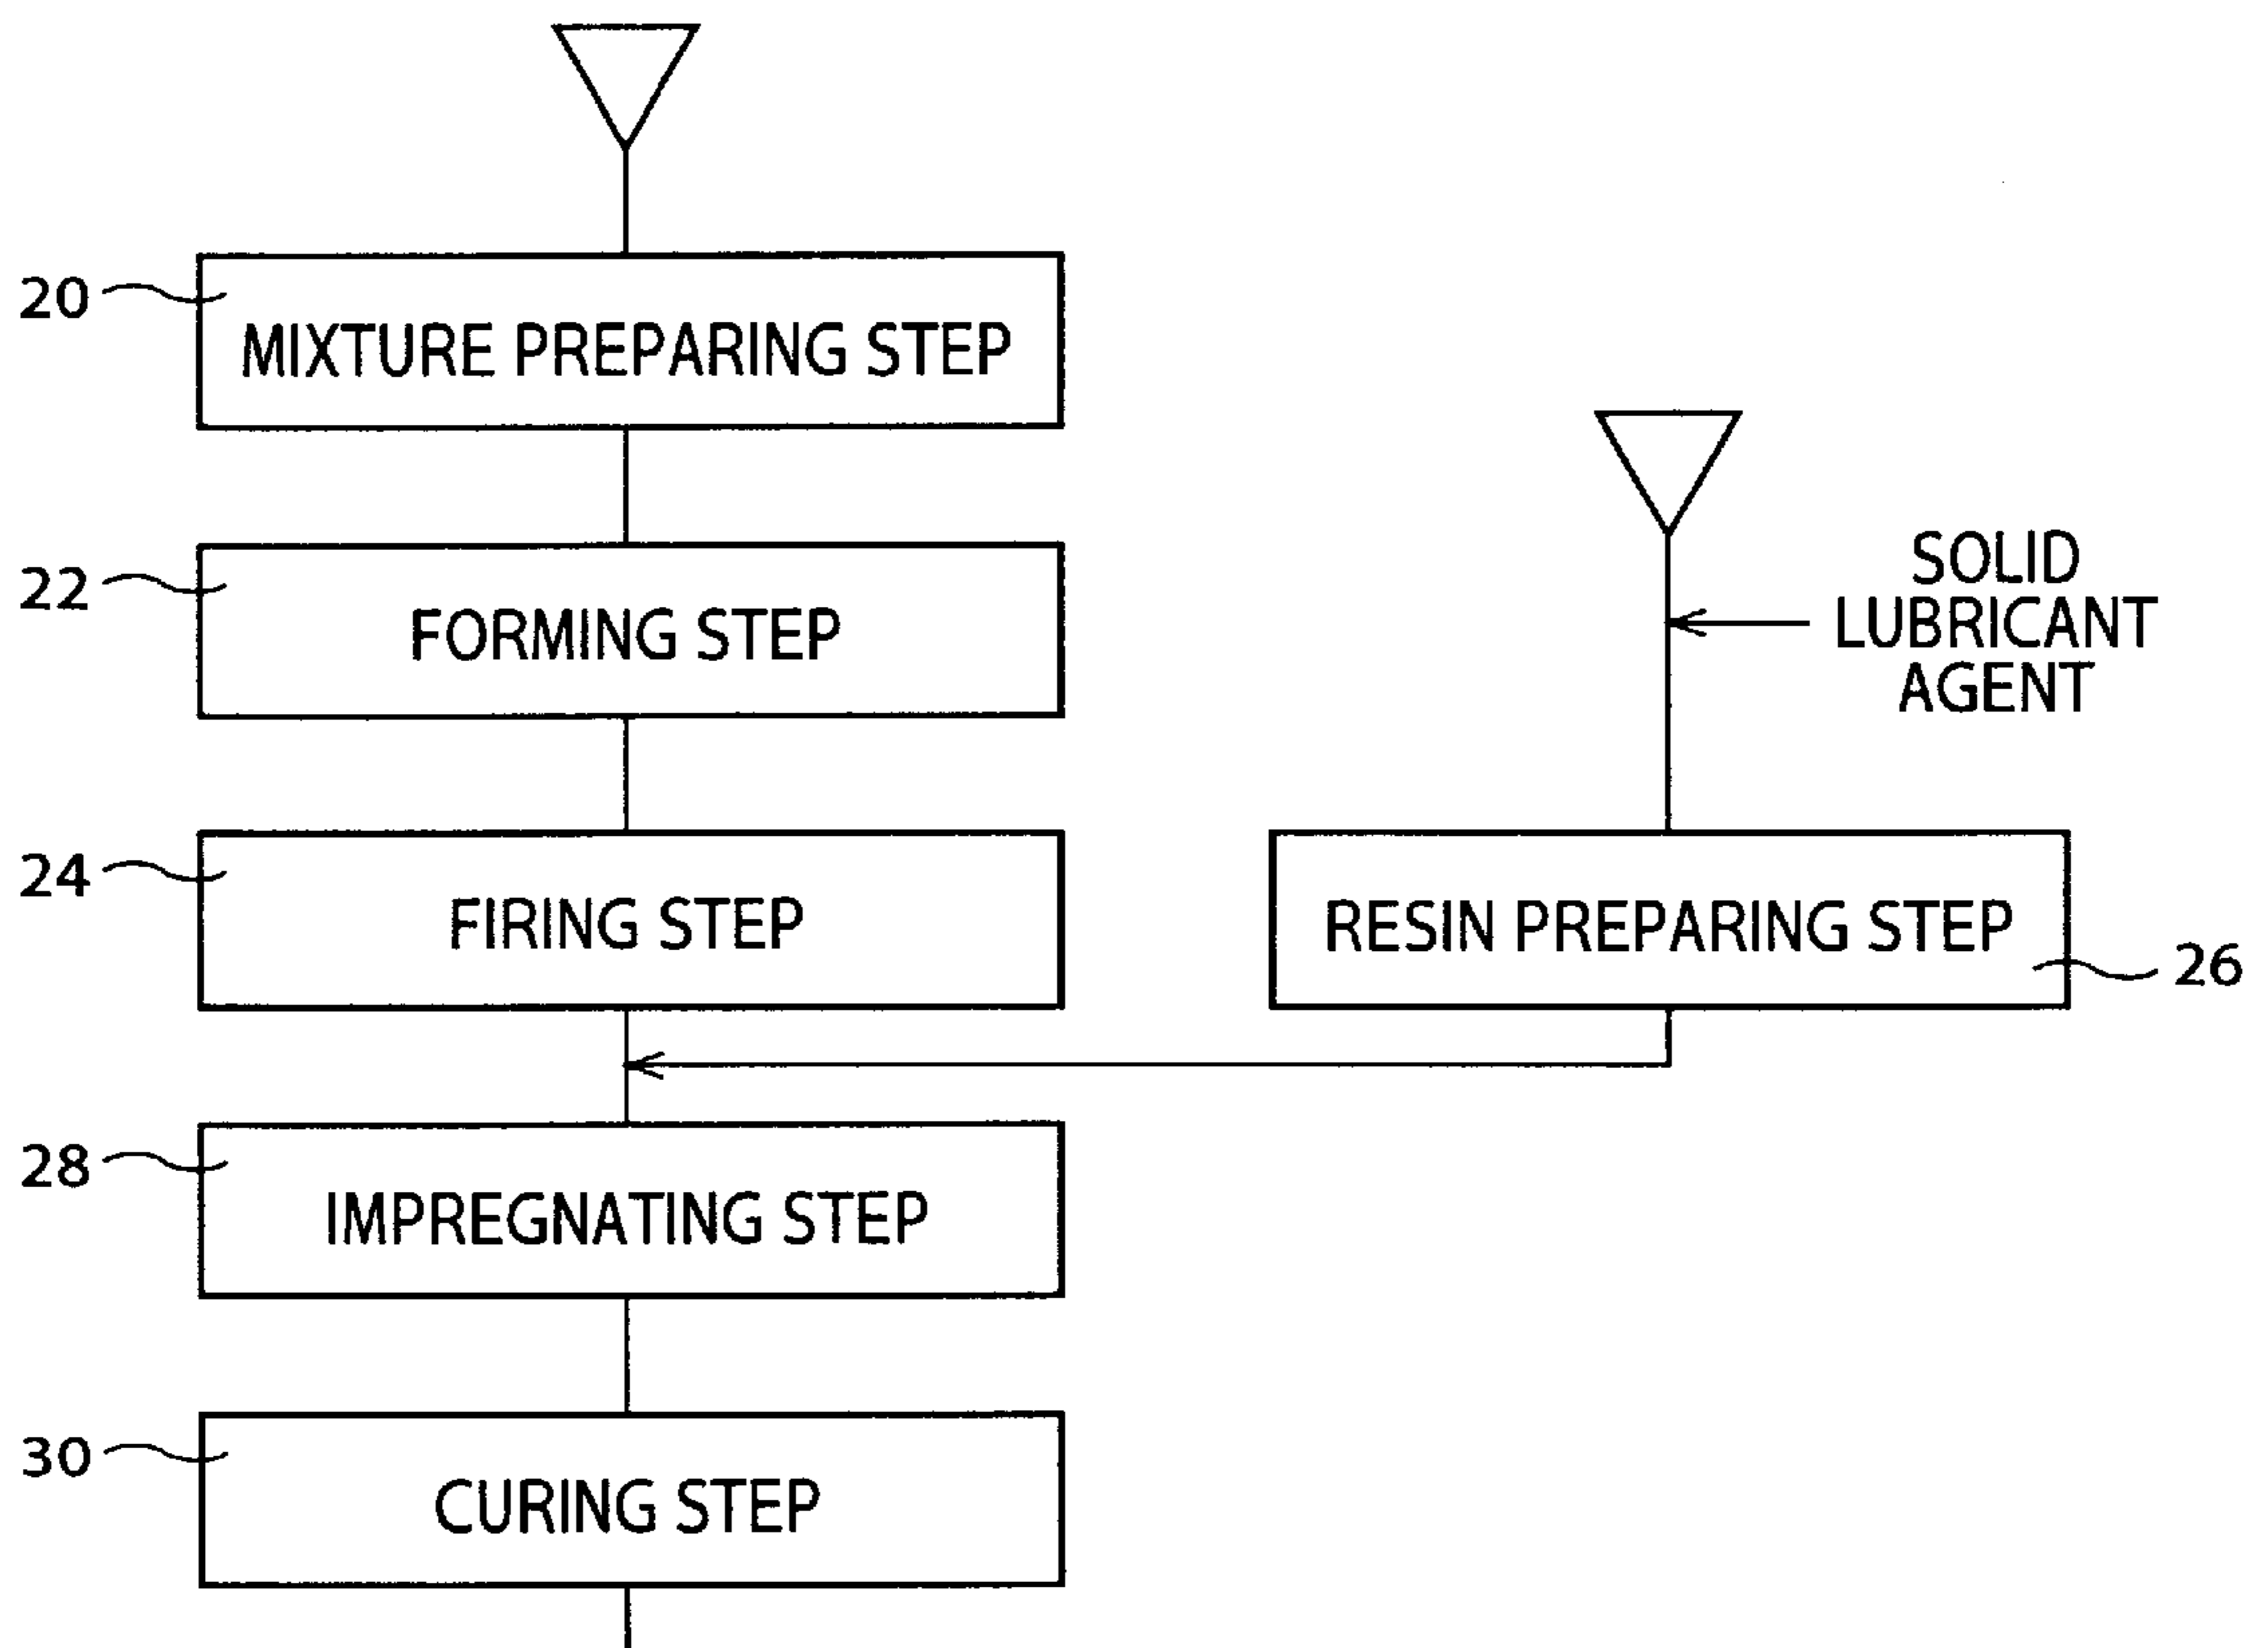 20
MIXTURE PREPARING STEP
22
FORMING STEP
SOLID
LUBRICANT
AGENT
24
FIRING STEP
RESIN PREPARING STEP
26
28
IMPREGNATING STEP
30
CURING STEP